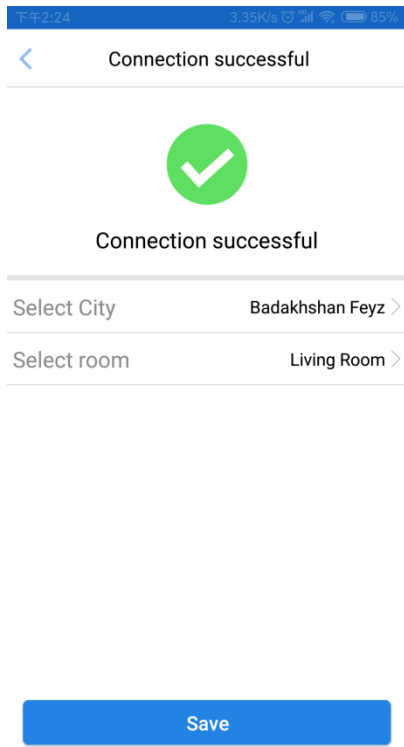 下午2:24 3.35K/s 85%
Connection successful
Connection successful
Select City Badakhshan Feyz
Select room Living Room
Save